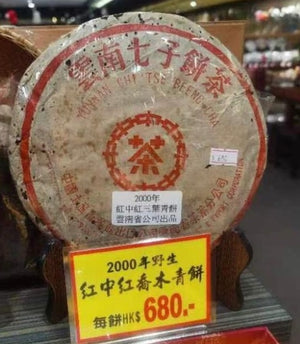 雲南七子餅茶
YUNNAN CHI TSE BEENG CHA
茶
2000年
紅中紅三葉青餅
雲南省公司出品
2000年野生
紅中紅喬木青餅
每餅HK$ 680.-